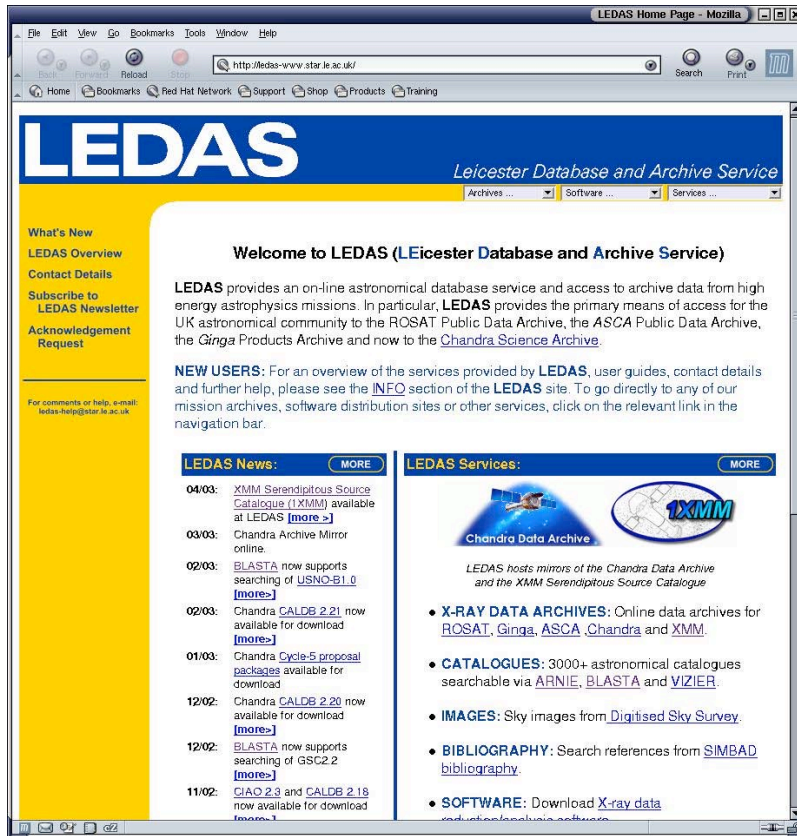 LEDAS Home Page - Mozilla
File Edit View Go Bookmarks Tools Window Help
Back Forward Reload Stop http://ledas-www.star.le.ac.uk/ Search Print
Home Bookmarks Red Hat Network Support Shop Products Training
LEDAS
Leicester Database and Archive Service
Archives ... Software ... Services ...
What's New
LEDAS Overview
Contact Details
Subscribe to
LEDAS Newsletter
Acknowledgement
Request
For comments or help, e-mail:
ledas-help@star.le.ac.uk
Welcome to LEDAS (LEicester Database and Archive Service)
LEDAS provides an on-line astronomical database service and access to archive data from high
energy astrophysics missions. In particular, LEDAS provides the primary means of access for the
UK astronomical community to the ROSAT Public Data Archive, the ASCA Public Data Archive,
the Ginga Products Archive and now to the Chandra Science Archive.
NEW USERS: For an overview of the services provided by LEDAS, user guides, contact details
and further help, please see the INFO section of the LEDAS site. To go directly to any of our
mission archives, software distribution sites or other services, click on the relevant link in the
navigation bar.
LEDAS News: MORE
04/03: XMM Serendipitous Source
Catalogue (1XMM) available
at LEDAS [more >]
03/03: Chandra Archive Mirror
online.
02/03: BLASTA now supports
searching of USNO-B1.0
[more>]
02/03: Chandra CALDB 2.21 now
available for download
[more>]
01/03: Chandra Cycle-5 proposal
packages available for
download
12/02: Chandra CALDB 2.20 now
available for download
[more>]
12/02: BLASTA now supports
searching of GSC2.2
[more>]
11/02: CIAO 2.3 and CALDB 2.18
now available for download
LEDAS Services: MORE
Chandra Data Archive
1XMM
LEDAS hosts mirrors of the Chandra Data Archive
and the XMM Serendipitous Source Catalogue
• X-RAY DATA ARCHIVES: Online data archives for
ROSAT, Ginga, ASCA ,Chandra and XMM.
• CATALOGUES: 3000+ astronomical catalogues
searchable via ARNIE, BLASTA and VIZIER.
• IMAGES: Sky images from Digitised Sky Survey.
• BIBLIOGRAPHY: Search references from SIMBAD
bibliography.
• SOFTWARE: Download X-ray data